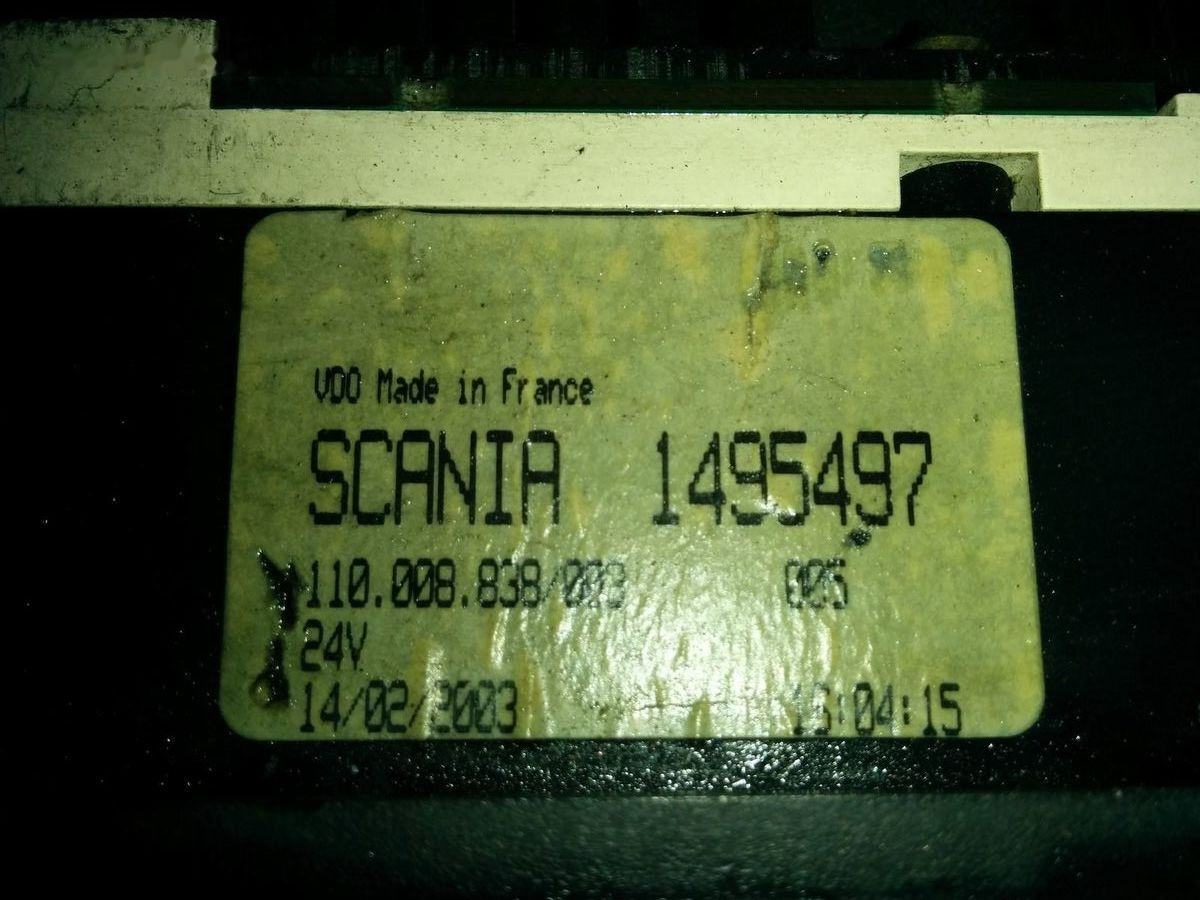 VDO Made in France
SCANIA 1495497
110.008.838/003 005
24V
14/02/2003 15:04:15